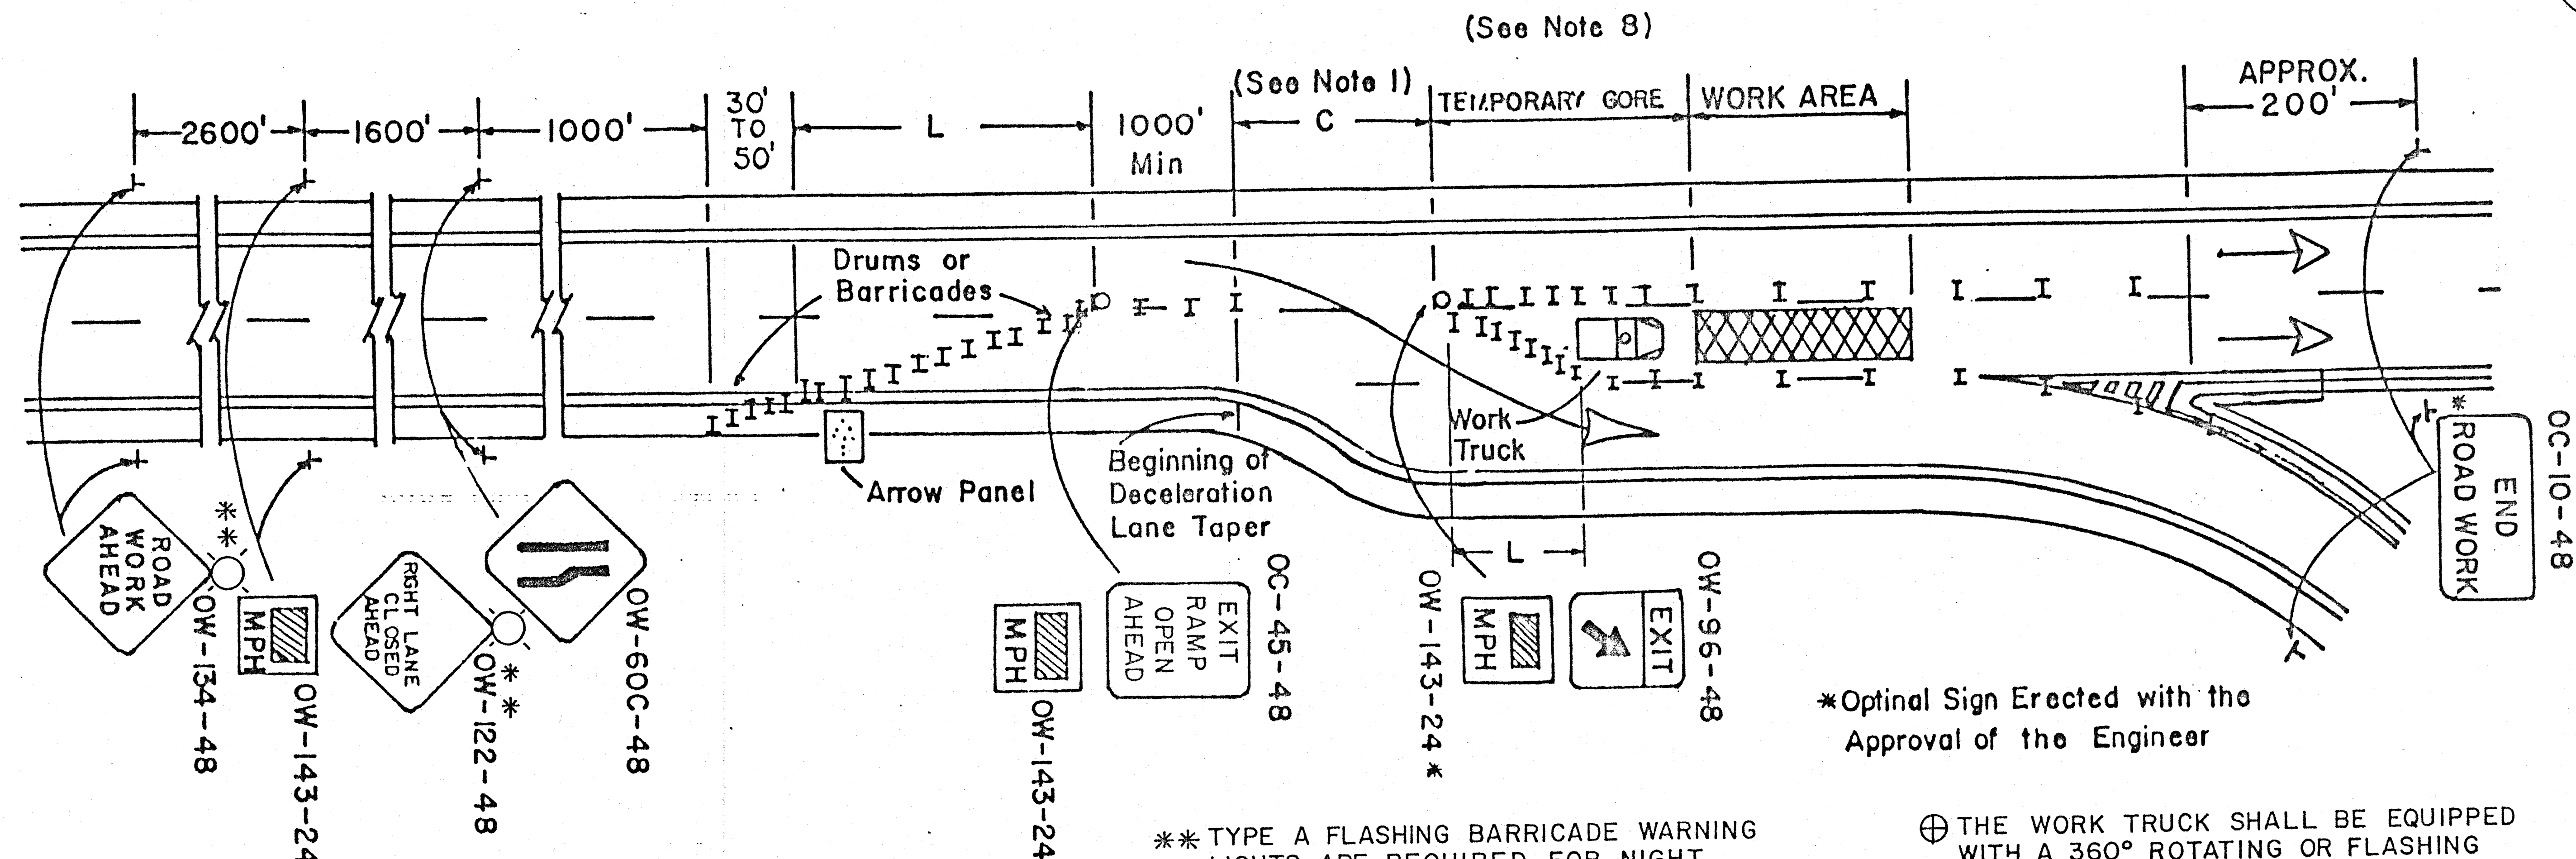 (See Note 8)
(See Note 1)
APPROX.
200'
2600'
1600'
1000'
30'
TO
50'
L
1000'
Min
C
TEMPORARY GORE
WORK AREA
Drums or
Barricades
Arrow Panel
Beginning of
Deceleration
Lane Taper
Work
Truck
L
ROAD
WORK
AHEAD
**
OW-134-48
MPH
OW-143-24
RIGHT LANE
CLOSED
AHEAD
**
OW-122-48
OW-60C-48
MPH
OW-143-24
EXIT
RAMP
OPEN
AHEAD
OC-45-48
OW-143-24*
MPH
EXIT
OW-96-48
*
END
ROAD WORK
OC-10-48
*Optinal Sign Erected with the
Approval of the Engineer
** TYPE A FLASHING BARRICADE WARNING
LIGHTS ARE REQUIRED FOR NIGHT
⊕ THE WORK TRUCK SHALL BE EQUIPPED
WITH A 360° ROTATING OR FLASHING